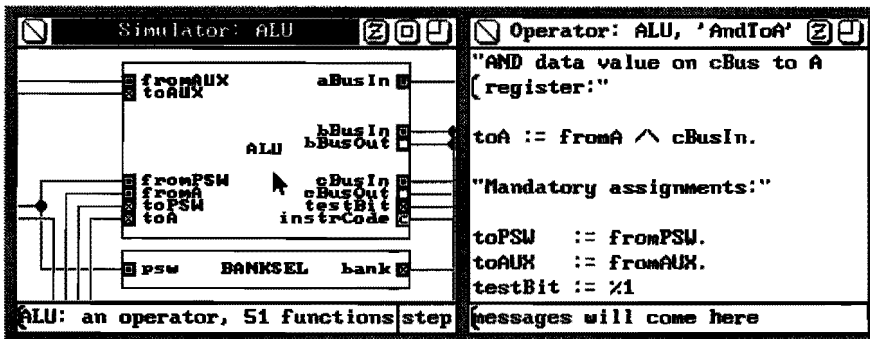 Simulator: ALU
fromAUX aBusIn
toAUX
bBusIn
ALU bBusOut
fromPSW cBusIn
fromA cBusOut
toPSW testBit
toA instrCode
psw BANKSEL bank
ALU: an operator, 51 functions step
Operator: ALU, 'AndToA'
"AND data value on cBus to A
register:"
toA := fromA /\ cBusIn.
"Mandatory assignments:"
toPSW := fromPSW.
toAUX := fromAUX.
testBit := %1
messages will come here